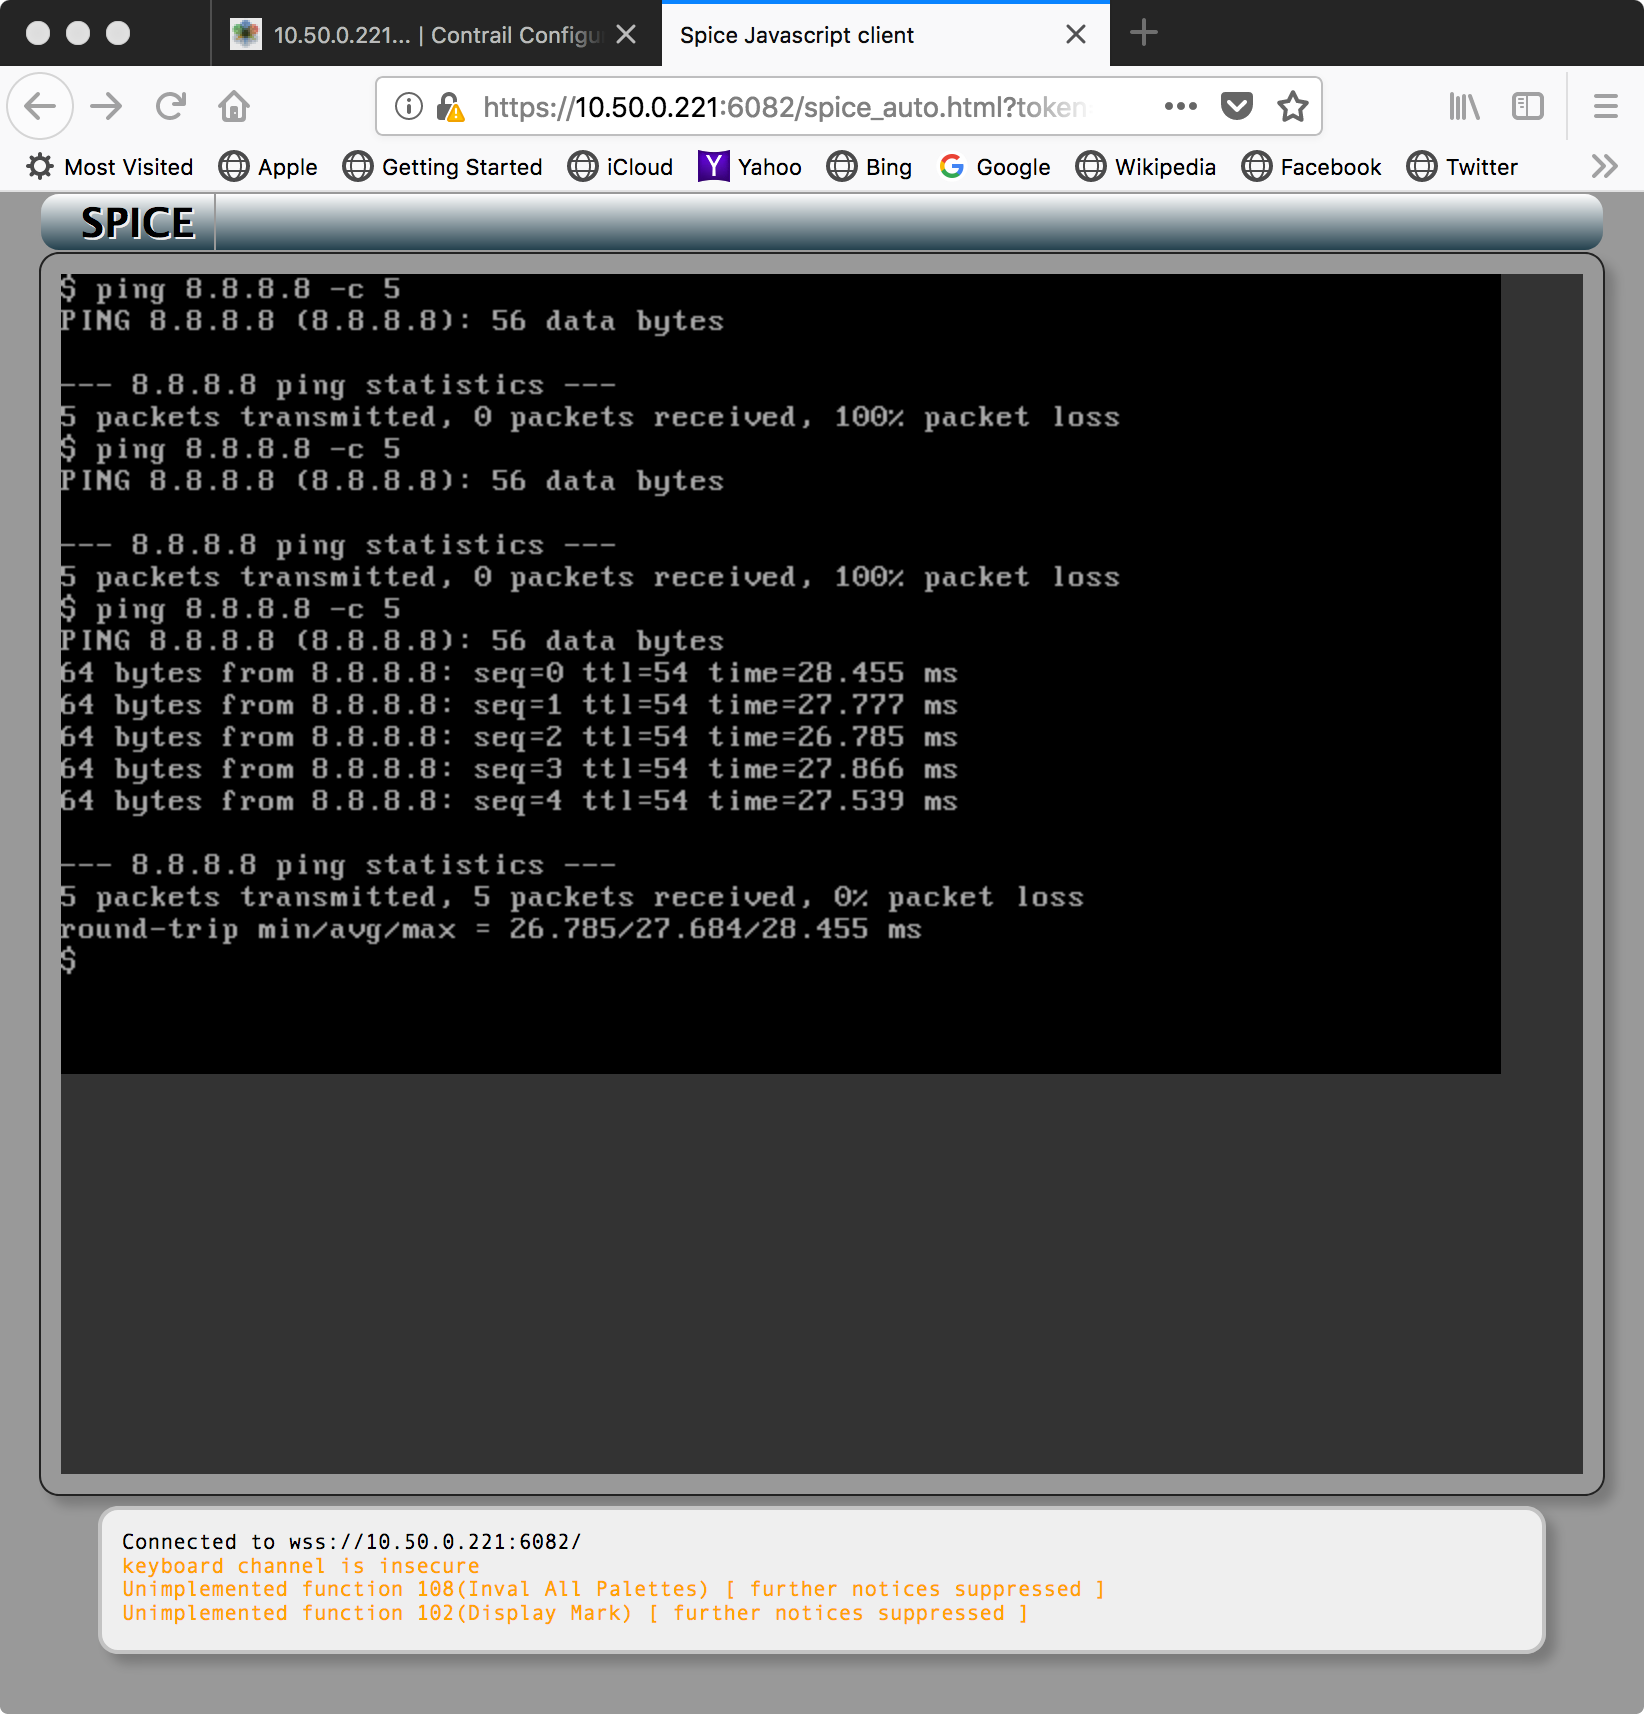 10.50.0.221... | Contrail Configu
Spice Javascript client
https://10.50.0.221:6082/spice_auto.html?token
Most Visited Apple Getting Started iCloud Yahoo Bing Google Wikipedia Facebook Twitter
SPICE
$ ping 8.8.8.8 -c 5
PING 8.8.8.8 (8.8.8.8): 56 data bytes
--- 8.8.8.8 ping statistics ---
5 packets transmitted, 0 packets received, 100% packet loss
$ ping 8.8.8.8 -c 5
PING 8.8.8.8 (8.8.8.8): 56 data bytes
--- 8.8.8.8 ping statistics ---
5 packets transmitted, 0 packets received, 100% packet loss
$ ping 8.8.8.8 -c 5
PING 8.8.8.8 (8.8.8.8): 56 data bytes
64 bytes from 8.8.8.8: seq=0 ttl=54 time=28.455 ms
64 bytes from 8.8.8.8: seq=1 ttl=54 time=27.777 ms
64 bytes from 8.8.8.8: seq=2 ttl=54 time=26.785 ms
64 bytes from 8.8.8.8: seq=3 ttl=54 time=27.866 ms
64 bytes from 8.8.8.8: seq=4 ttl=54 time=27.539 ms
--- 8.8.8.8 ping statistics ---
5 packets transmitted, 5 packets received, 0% packet loss
round-trip min/avg/max = 26.785/27.684/28.455 ms
$
Connected to wss://10.50.0.221:6082/
keyboard channel is insecure
Unimplemented function 108(Inval All Palettes) [ further notices suppressed ]
Unimplemented function 102(Display Mark) [ further notices suppressed ]